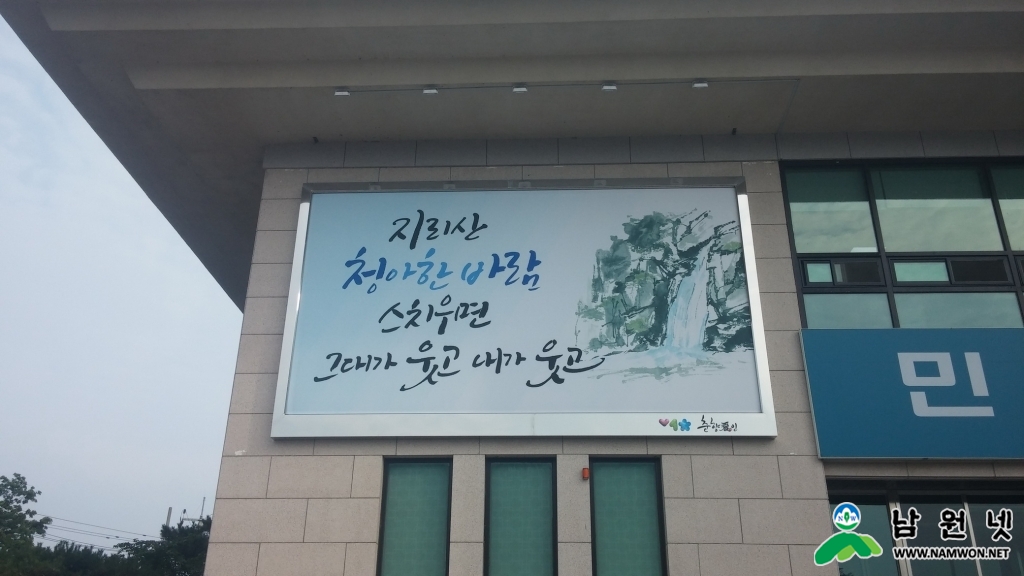 지리산
청아한 바람
스치우면
그대가 웃고 내가 웃고
민
남원넷
WWW.NAMWON.NET